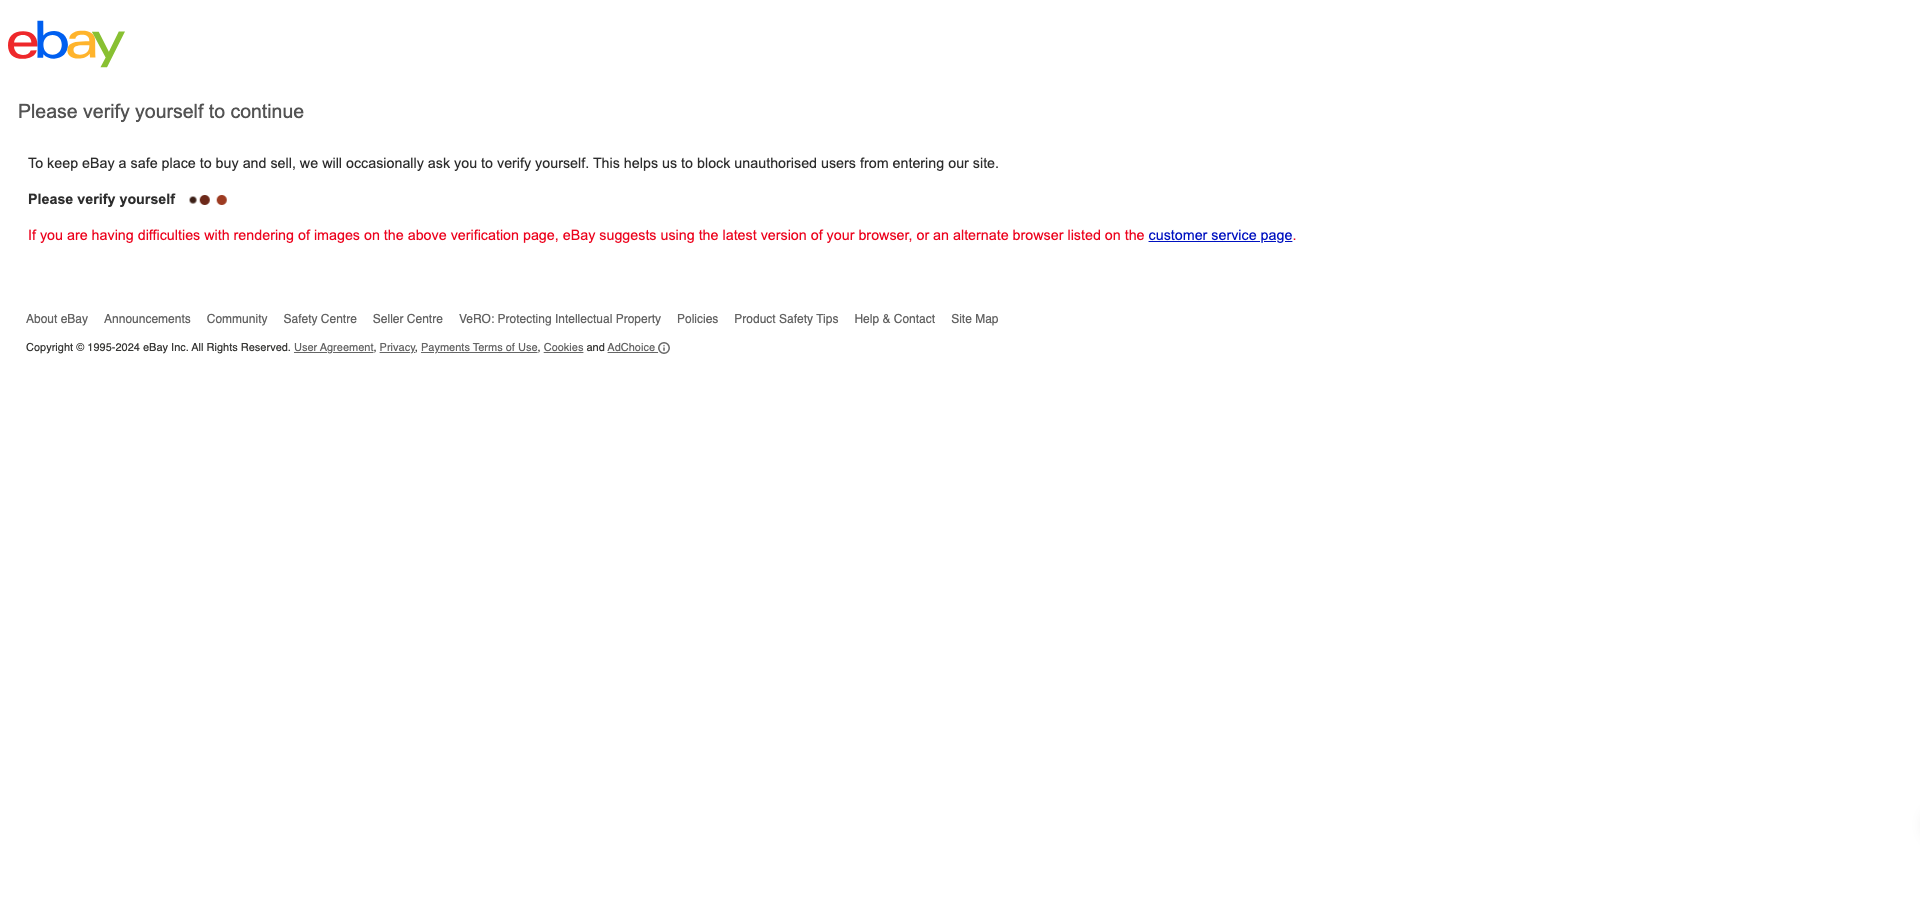 ebay
Please verify yourself to continue
To keep eBay a safe place to buy and sell, we will occasionally ask you to verify yourself. This helps us to block unauthorised users from entering our site.
Please verify yourself
If you are having difficulties with rendering of images on the above verification page, eBay suggests using the latest version of your browser, or an alternate browser listed on the customer service page.
About eBay Announcements Community Safety Centre Seller Centre VeRO: Protecting Intellectual Property Policies Product Safety Tips Help & Contact Site Map
Copyright © 1995-2024 eBay Inc. All Rights Reserved. User Agreement, Privacy, Payments Terms of Use, Cookies and AdChoice